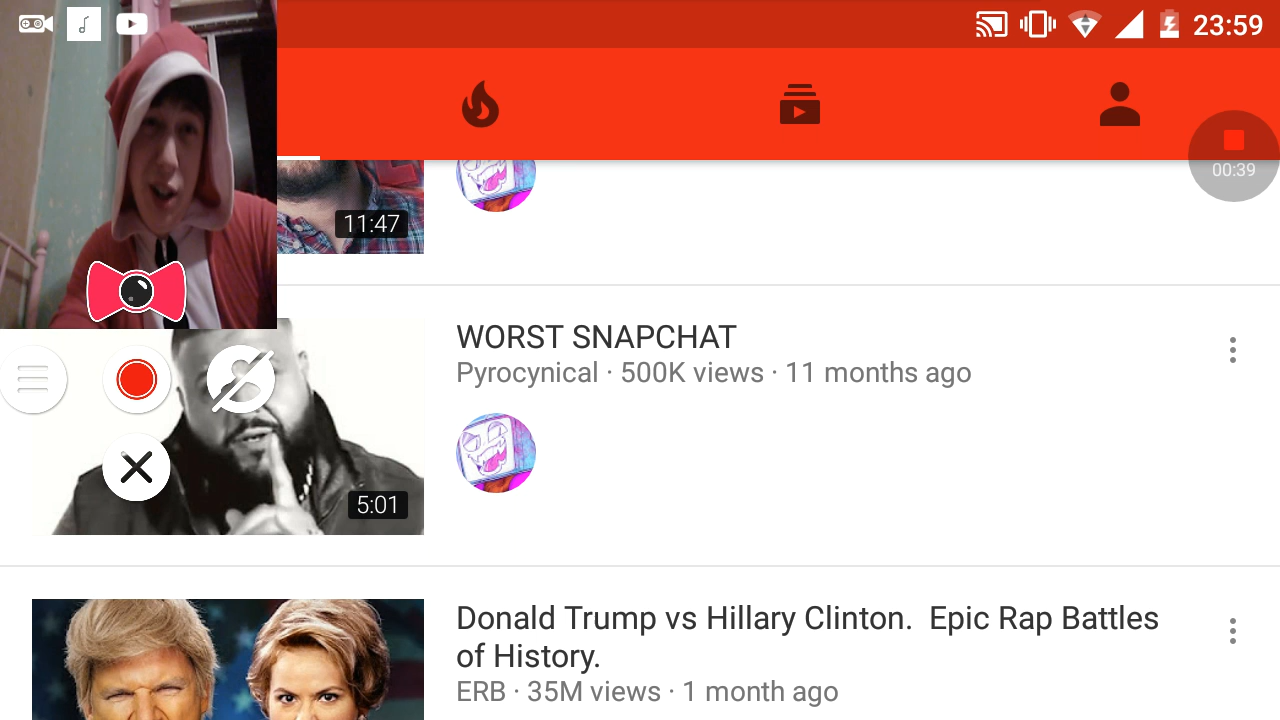 23:59
00:39
11:47
WORST SNAPCHAT
Pyrocynical · 500K views · 11 months ago
5:01
Donald Trump vs Hillary Clinton.  Epic Rap Battles
of History.
ERB · 35M views · 1 month ago